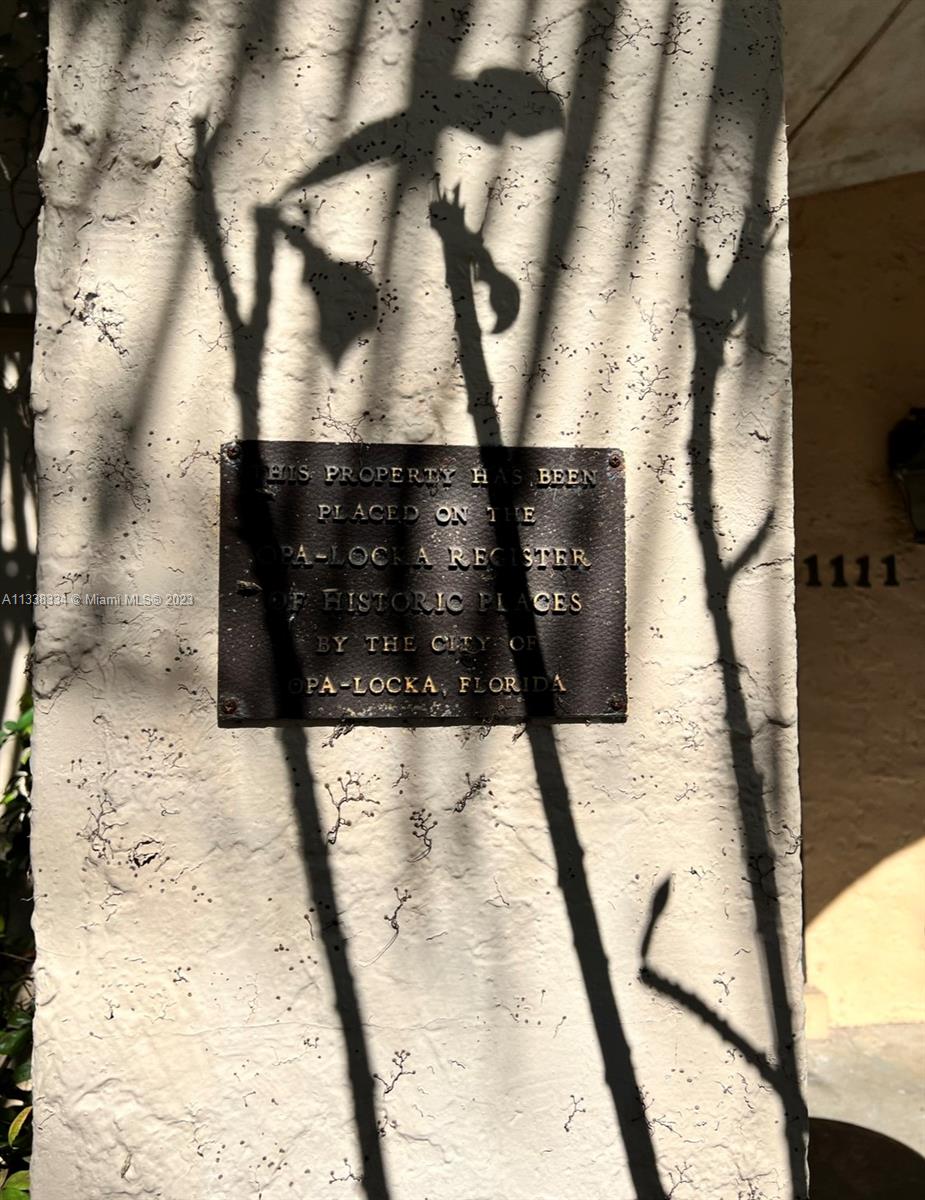 THIS PROPERTY HAS BEEN
PLACED ON THE
OPA-LOCKA REGISTER
OF HISTORIC PLACES
BY THE CITY OF
OPA-LOCKA, FLORIDA
1111
A11338334 © Miami MLS® 2023